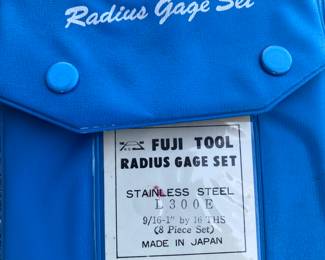 Radius Gage Set
FUJI TOOL
RADIUS GAGE SET
STAINLESS STEEL
L300E
9/16-1" by 16 THS
(8 Piece Set)
MADE IN JAPAN